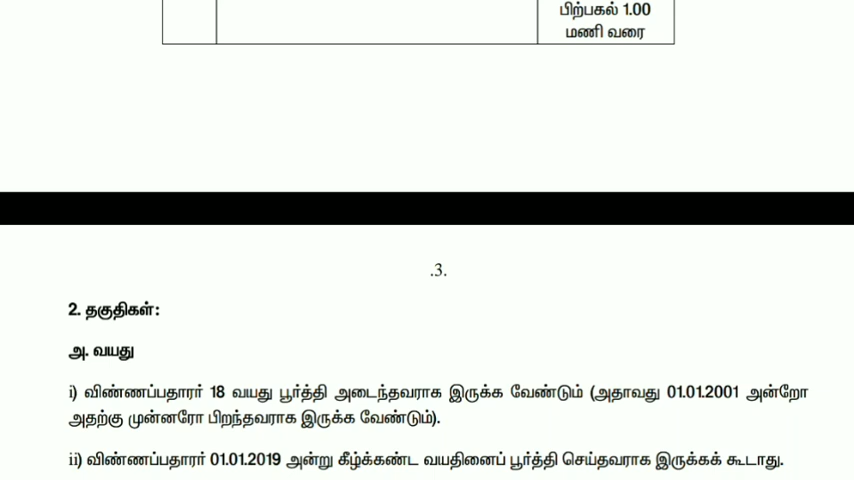 பிற்பகல் 1.00
மணி வரை
.3.
2. தகுதிகள்:
அ. வயது
i) விண்ணப்பதாரர் 18 வயது பூர்த்தி அடைந்தவராக இருக்க வேண்டும் (அதாவது 01.01.2001 அன்றோ
அதற்கு முன்னரோ பிறந்தவராக இருக்க வேண்டும்).
ii) விண்ணப்பதாரர் 01.01.2019 அன்று கீழ்க்கண்ட வயதினைப் பூர்த்தி செய்தவராக இருக்கக் கூடாது.